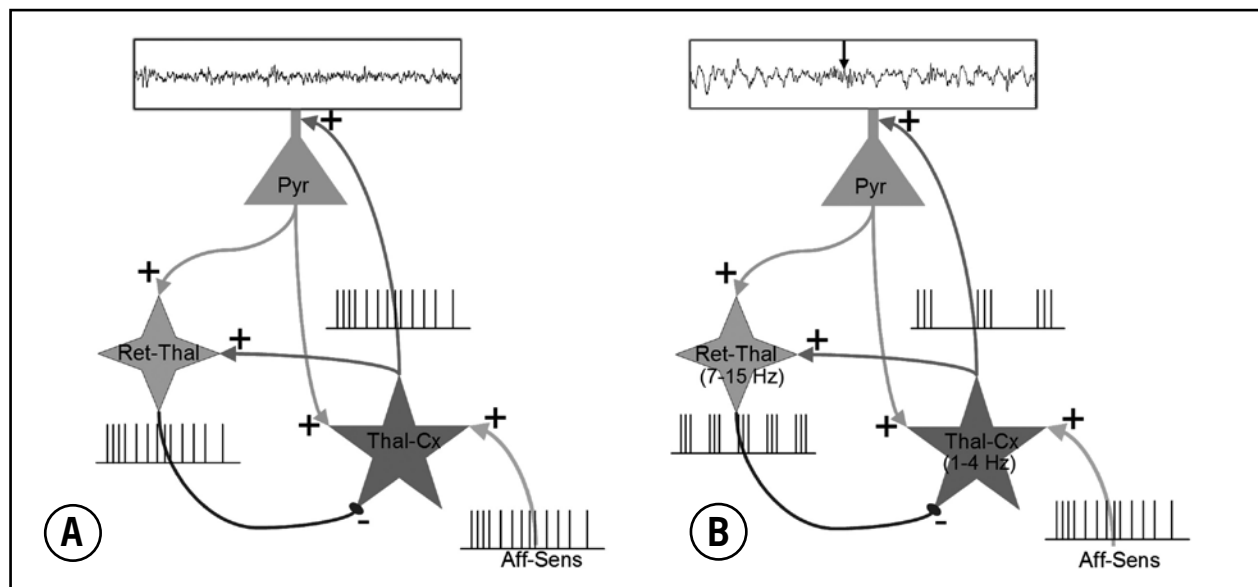 +
Pyr
+
Ret-Thal
+
+
Thal-Cx
+
-
Aff-Sens
A
+
Pyr
+
Ret-Thal
(7-15 Hz)
+
+
Thal-Cx
(1-4 Hz)
+
-
Aff-Sens
B